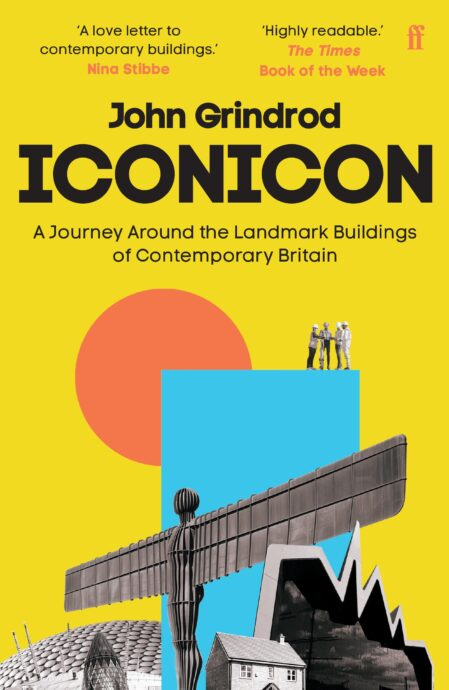 ‘A love letter to
contemporary buildings.’
Nina Stibbe
‘Highly readable.’
The Times
Book of the Week
ff
John Grindrod
ICONICON
A Journey Around the Landmark Buildings
of Contemporary Britain